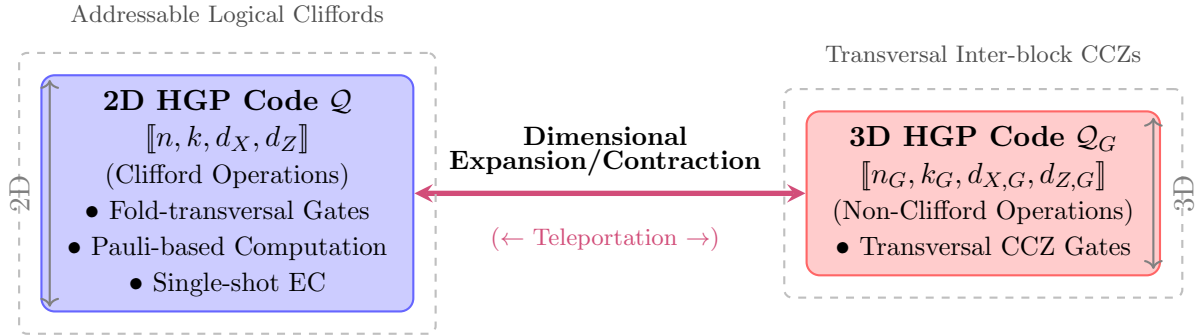 Addressable Logical Cliffords
2D
2D HGP Code 𝒬
⟦n, k, d_X, d_Z⟧
(Clifford Operations)
• Fold-transversal Gates
• Pauli-based Computation
• Single-shot EC
Dimensional
Expansion/Contraction
(← Teleportation →)
Transversal Inter-block CCZs
3D HGP Code 𝒬_G
⟦n_G, k_G, d_{X,G}, d_{Z,G}⟧
(Non-Clifford Operations)
• Transversal CCZ Gates
3D